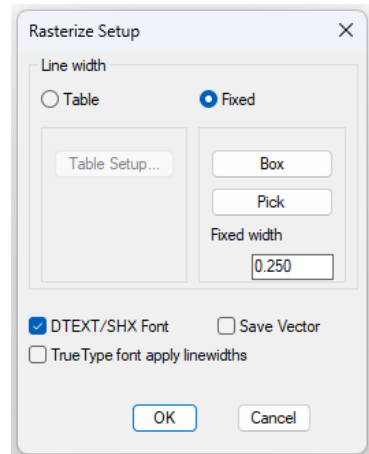 Rasterize Setup
Line width
Table
Fixed
Table Setup...
Box
Pick
Fixed width
0.250
DTEXT/SHX Font
Save Vector
TrueType font apply linewidths
OK
Cancel